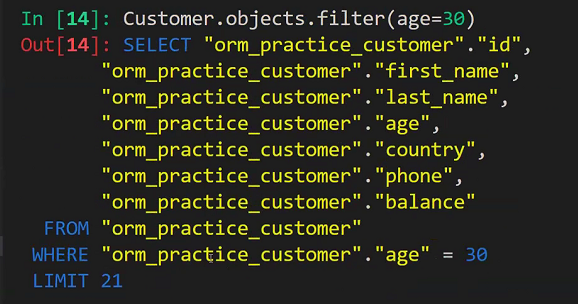 In [14]: Customer.objects.filter(age=30)
Out[14]: SELECT "orm_practice_customer"."id",
"orm_practice_customer"."first_name",
"orm_practice_customer"."last_name",
"orm_practice_customer"."age",
"orm_practice_customer"."country",
"orm_practice_customer"."phone",
"orm_practice_customer"."balance"
FROM "orm_practice_customer"
WHERE "orm_practice_customer"."age" = 30
LIMIT 21